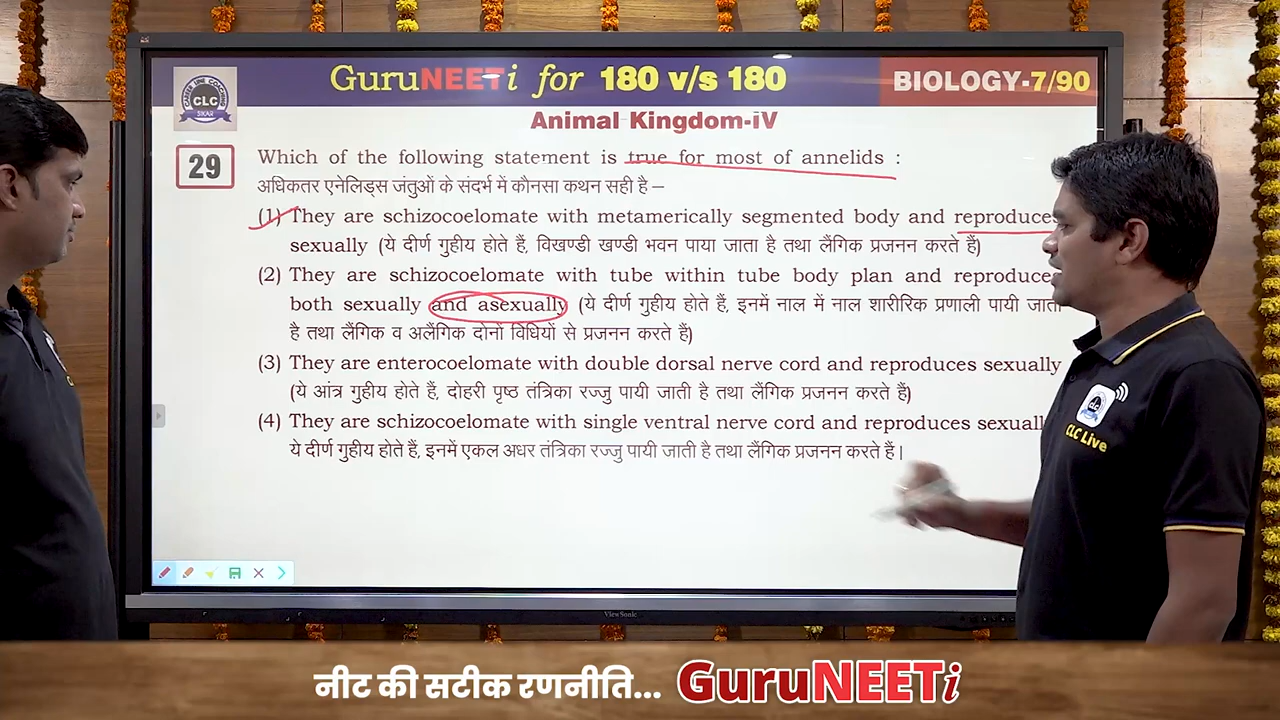 GuruNEETi for 180 v/s 180
BIOLOGY-7/90
CLC
SIKAR
Animal Kingdom-iV
29
Which of the following statement is true for most of annelids :
अधिकतर एनेलिड्स जंतुओं के संदर्भ में कौनसा कथन सही है –
(1) They are schizocoelomate with metamerically segmented body and reproduces
sexually (ये दीर्ण गुहीय होते हैं, विखण्डी खण्डी भवन पाया जाता है तथा लैंगिक प्रजनन करते हैं)
(2) They are schizocoelomate with tube within tube body plan and reproduces
both sexually and asexually (ये दीर्ण गुहीय होते हैं, इनमें नाल में नाल शारीरिक प्रणाली पायी जाती
है तथा लैंगिक व अलैंगिक दोनों विधियों से प्रजनन करते हैं)
(3) They are enterocoelomate with double dorsal nerve cord and reproduces sexually
(ये आंत्र गुहीय होते हैं, दोहरी पृष्ठ तंत्रिका रज्जु पायी जाती है तथा लैंगिक प्रजनन करते हैं)
(4) They are schizocoelomate with single ventral nerve cord and reproduces sexually
ये दीर्ण गुहीय होते हैं, इनमें एकल अधर तंत्रिका रज्जु पायी जाती है तथा लैंगिक प्रजनन करते हैं।
CLC
CLC Live
ViewSonic
नीट की सटीक रणनीति... GuruNEETi